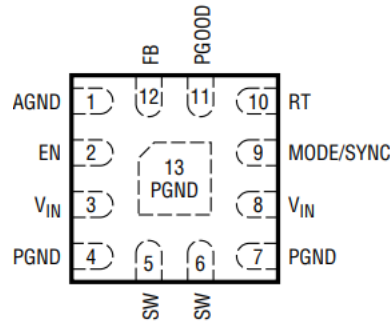 FB PGOOD
12 11
AGND 1 10 RT
EN 2 9 MODE/SYNC
13
PGND
VIN 3 8 VIN
PGND 4 7 PGND
5 6
SW SW